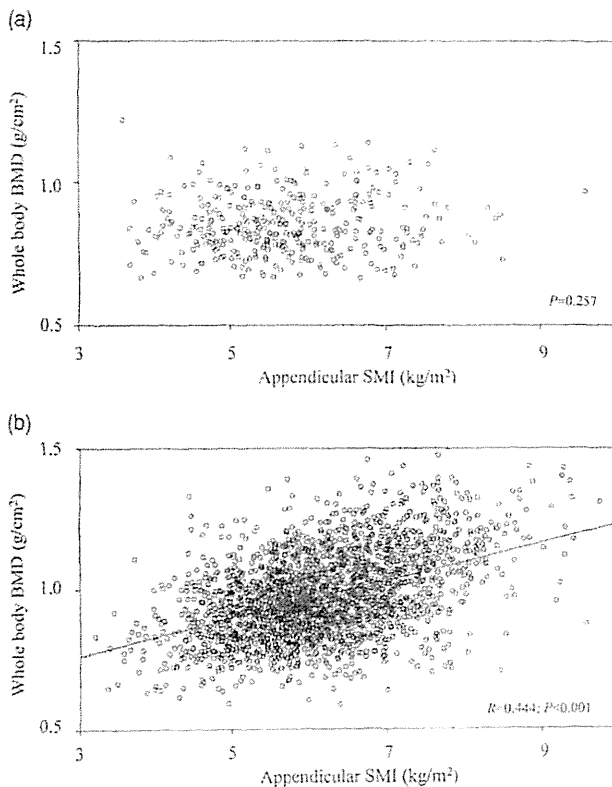 (a)
1.5
Whole body BMD (g/cm²)
1.0
0.5
P=0.257
3 5 7 9
Appendicular SMI (kg/m²)
(b)
1.5
Whole body BMD (g/cm²)
1.0
0.5
R=0.444; P<0.001
3 5 7 9
Appendicular SMI (kg/m²)